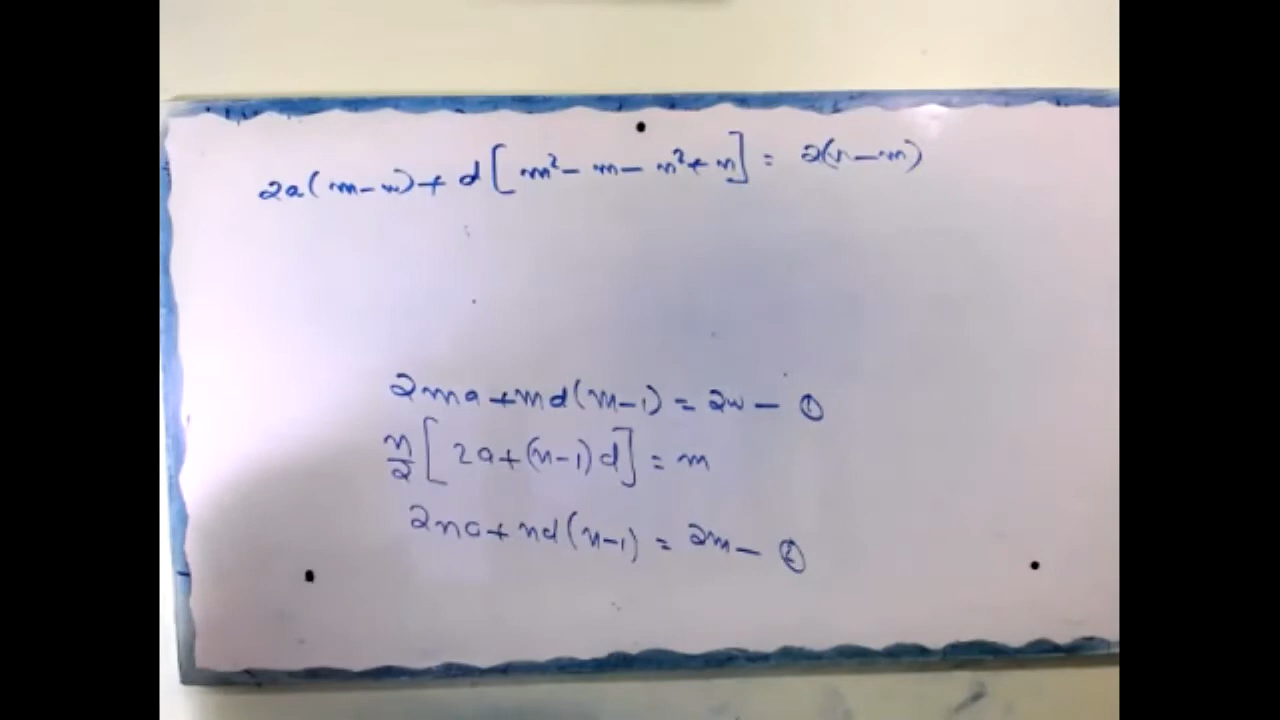 2a(m-n)+d[m²-m-n²+n] = 2(n-m)
2ma+md(m-1) = 2n - ①
n/2[2a+(n-1)d] = m
2na+nd(n-1) = 2m - ②